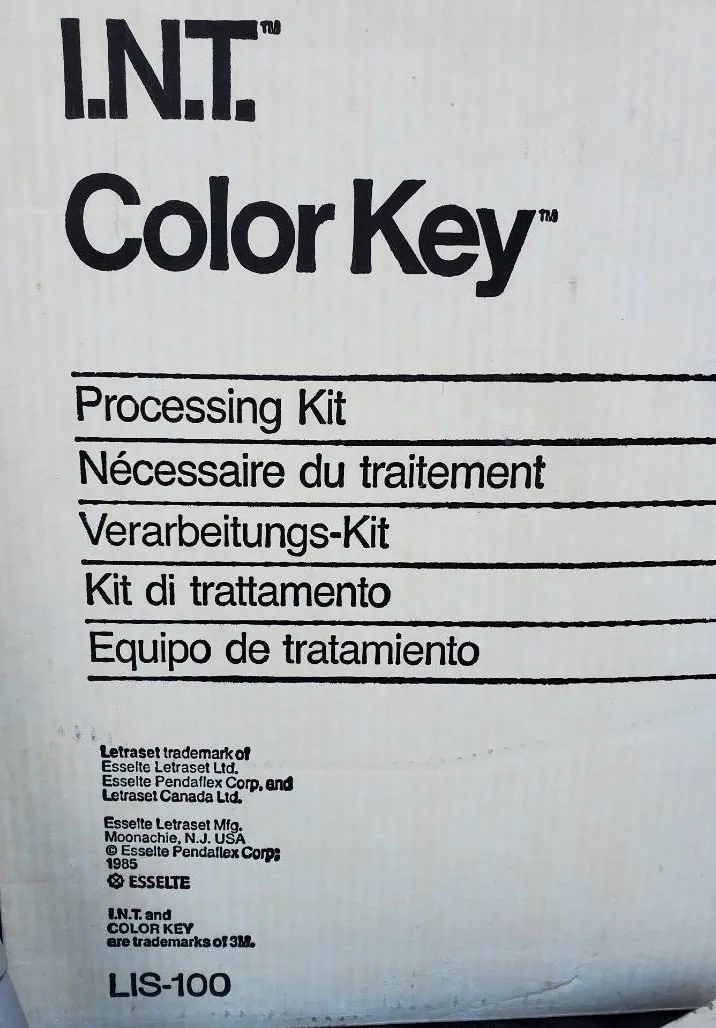 I.N.T.™
Color Key™
Processing Kit
Nécessaire du traitement
Verarbeitungs-Kit
Kit di trattamento
Equipo de tratamiento
Letraset trademark of
Esselte Letraset Ltd.
Esselte Pendaflex Corp. and
Letraset Canada Ltd.
Esselte Letraset Mfg.
Moonachie, N.J. USA
© Esselte Pendaflex Corp.
1985
ESSELTE
I.N.T. and
COLOR KEY
are trademarks of 3M.
LIS-100